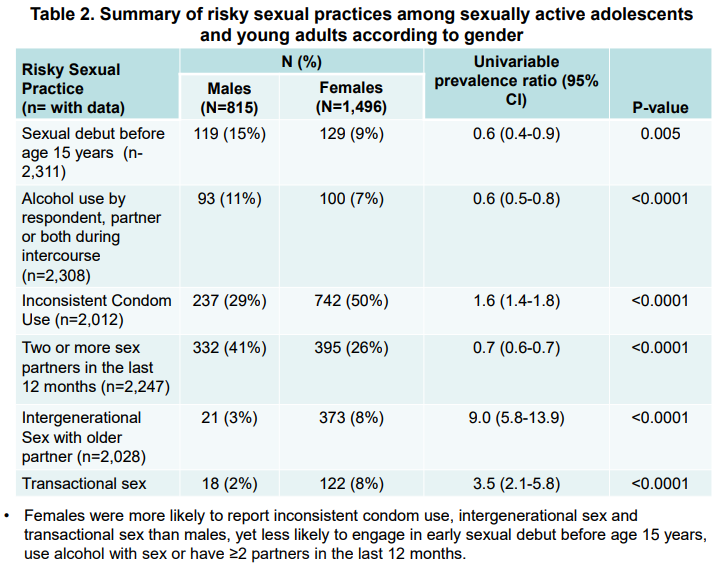 Table 2. Summary of risky sexual practices among sexually active adolescents
and young adults according to gender
Risky Sexual
Practice
(n= with data)
N (%)
Males
(N=815)
Females
(N=1,496)
Univariable
prevalence ratio (95%
CI)
P-value
Sexual debut before
age 15 years (n-
2,311)
119 (15%)
129 (9%)
0.6 (0.4-0.9)
0.005
Alcohol use by
respondent, partner
or both during
intercourse
(n=2,308)
93 (11%)
100 (7%)
0.6 (0.5-0.8)
<0.0001
Inconsistent Condom
Use (n=2,012)
237 (29%)
742 (50%)
1.6 (1.4-1.8)
<0.0001
Two or more sex
partners in the last
12 months (n=2,247)
332 (41%)
395 (26%)
0.7 (0.6-0.7)
<0.0001
Intergenerational
Sex with older
partner (n=2,028)
21 (3%)
373 (8%)
9.0 (5.8-13.9)
<0.0001
Transactional sex
18 (2%)
122 (8%)
3.5 (2.1-5.8)
<0.0001
• Females were more likely to report inconsistent condom use, intergenerational sex and
transactional sex than males, yet less likely to engage in early sexual debut before age 15 years,
use alcohol with sex or have ≥2 partners in the last 12 months.